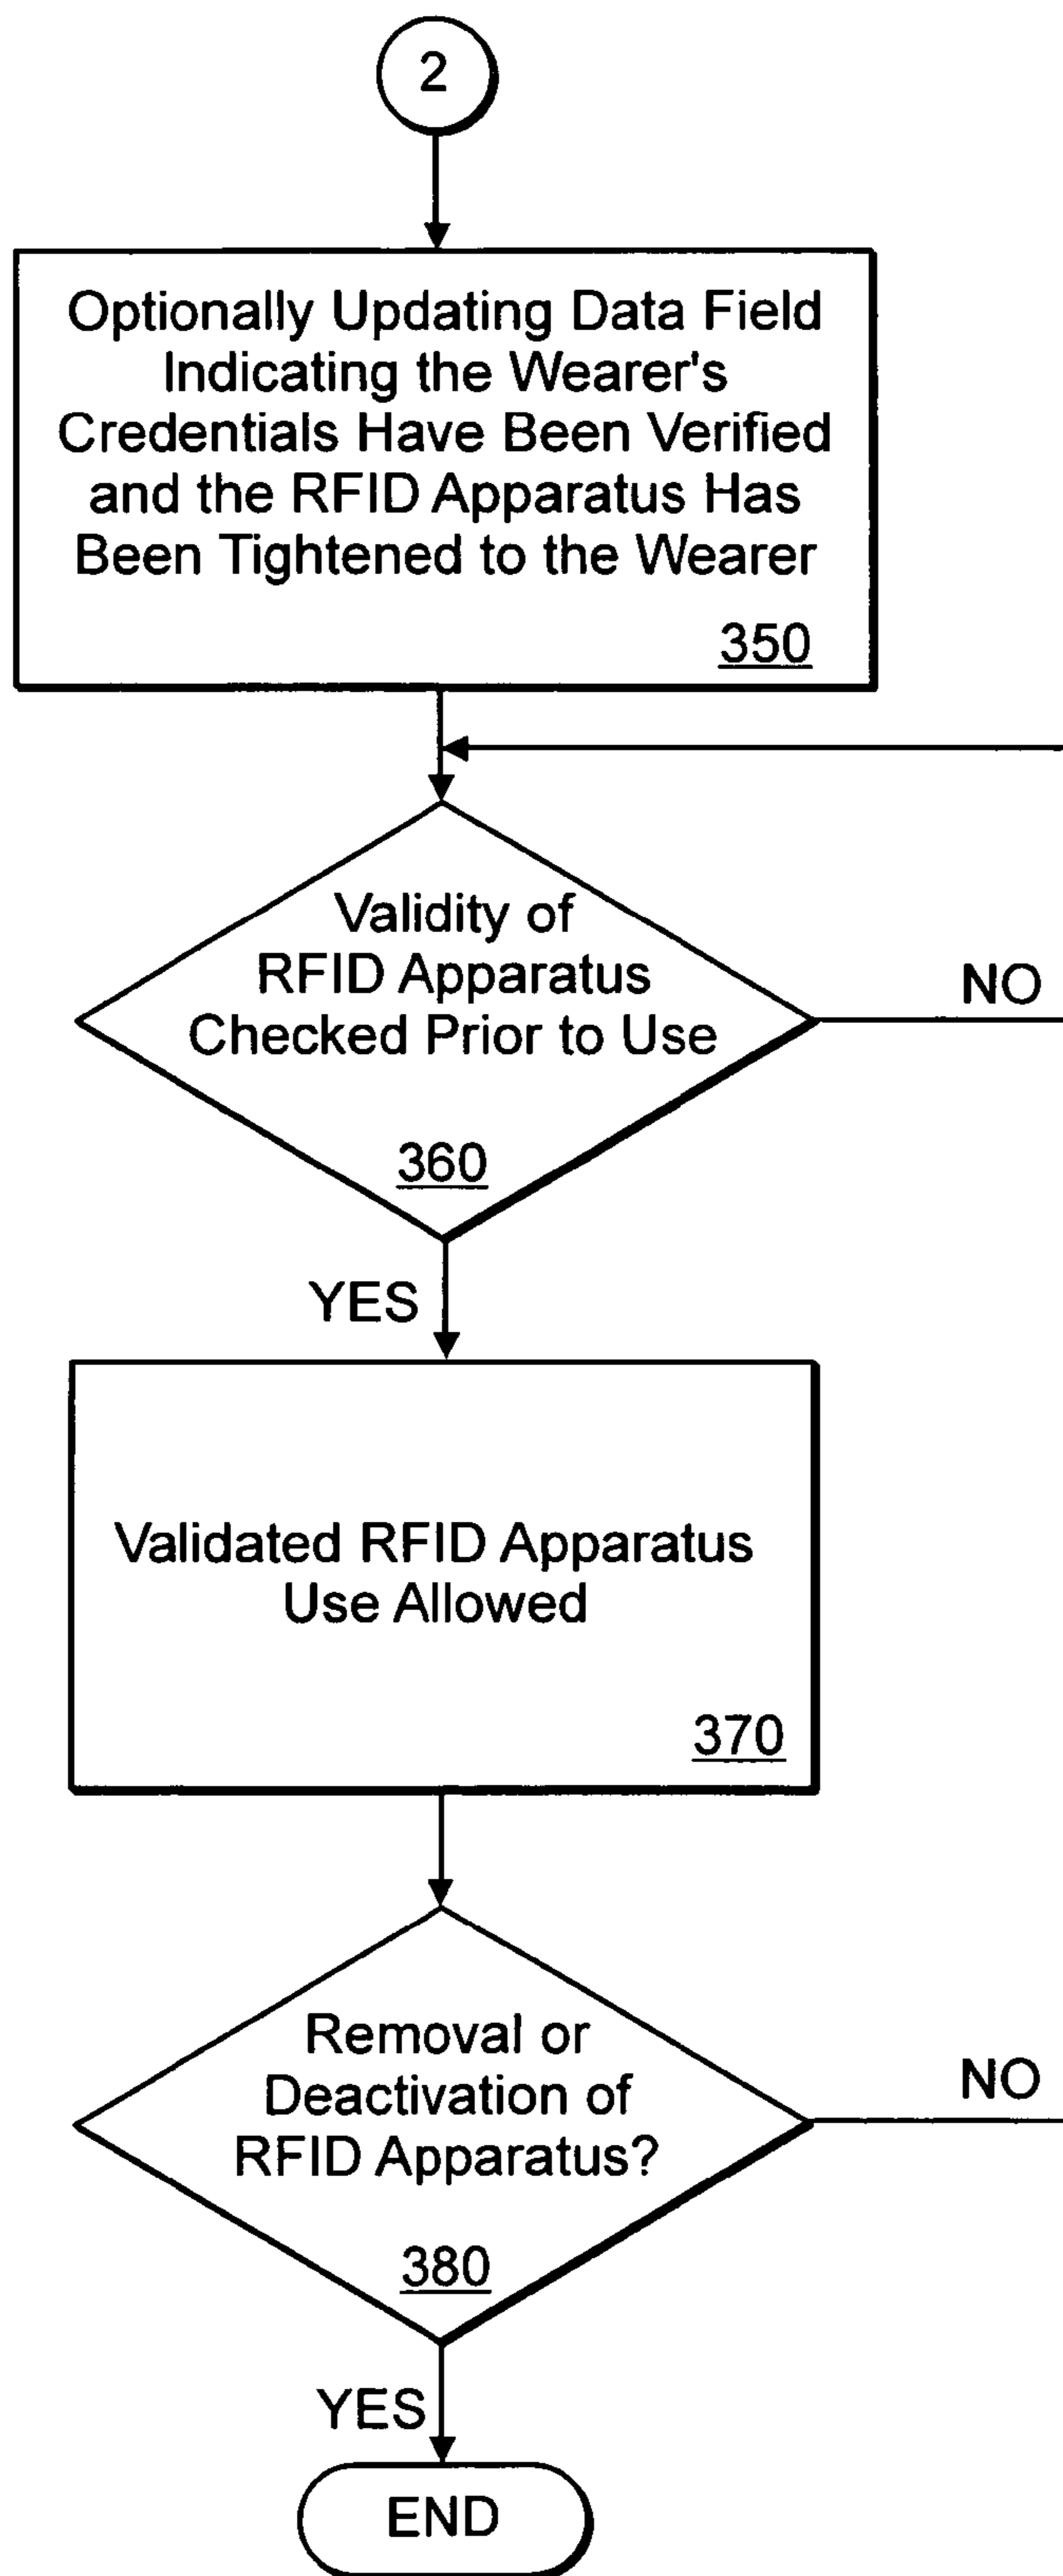 2
Optionally Updating Data Field
Indicating the Wearer's
Credentials Have Been Verified
and the RFID Apparatus Has
Been Tightened to the Wearer
350
Validity of
RFID Apparatus
Checked Prior to Use
360
NO
YES
Validated RFID Apparatus
Use Allowed
370
Removal or
Deactivation of
RFID Apparatus?
380
NO
YES
END